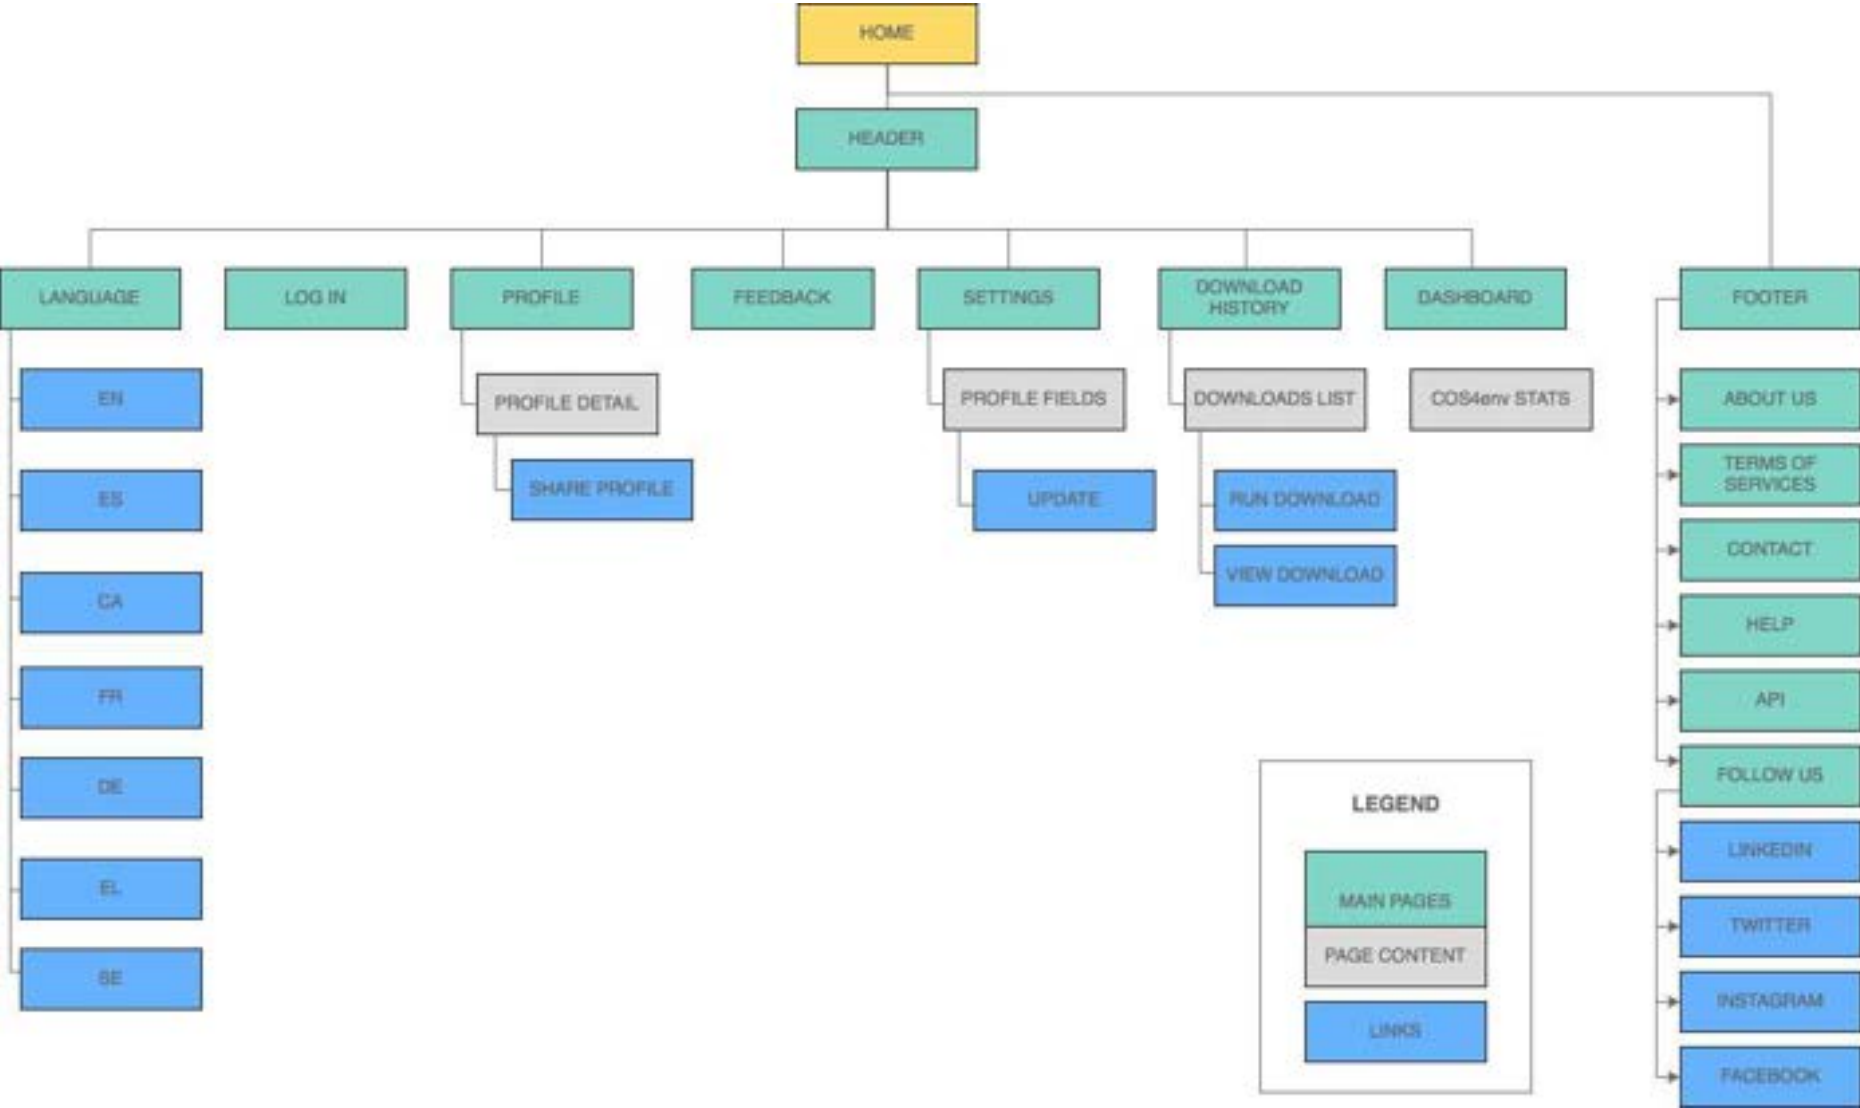 HOME
HEADER
LANGUAGE
LOG IN
PROFILE
FEEDBACK
SETTINGS
DOWNLOAD
HISTORY
DASHBOARD
FOOTER
EN
ES
CA
FR
DE
EL
SE
PROFILE DETAIL
SHARE PROFILE
PROFILE FIELDS
UPDATE
DOWNLOADS LIST
RUN DOWNLOAD
VIEW DOWNLOAD
COS4env STATS
ABOUT US
TERMS OF
SERVICES
CONTACT
HELP
API
FOLLOW US
LINKEDIN
TWITTER
INSTAGRAM
FACEBOOK
LEGEND
MAIN PAGES
PAGE CONTENT
LINKS